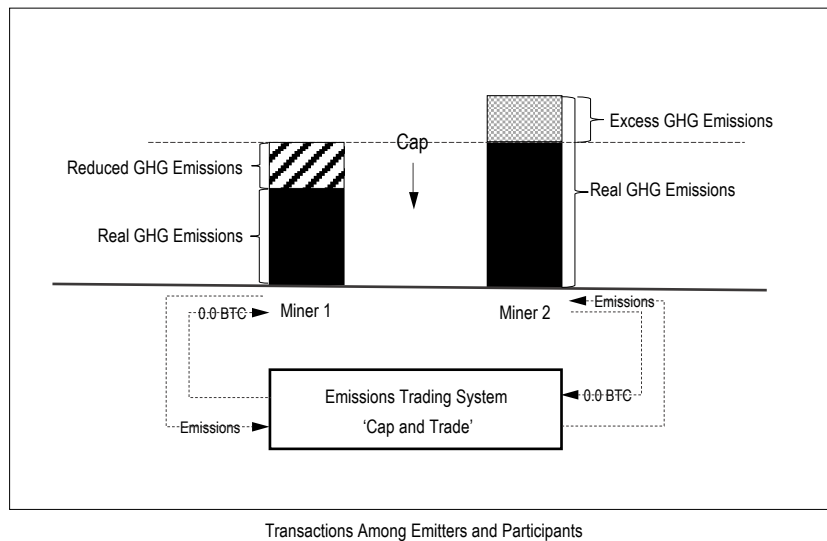 Excess GHG Emissions
Cap
Reduced GHG Emissions
Real GHG Emissions
Real GHG Emissions
Emissions
0.0 BTC
Miner 1
Miner 2
Emissions Trading System
0.0 BTC
'Cap and Trade'
Emissions
Transactions Among Emitters and Participants